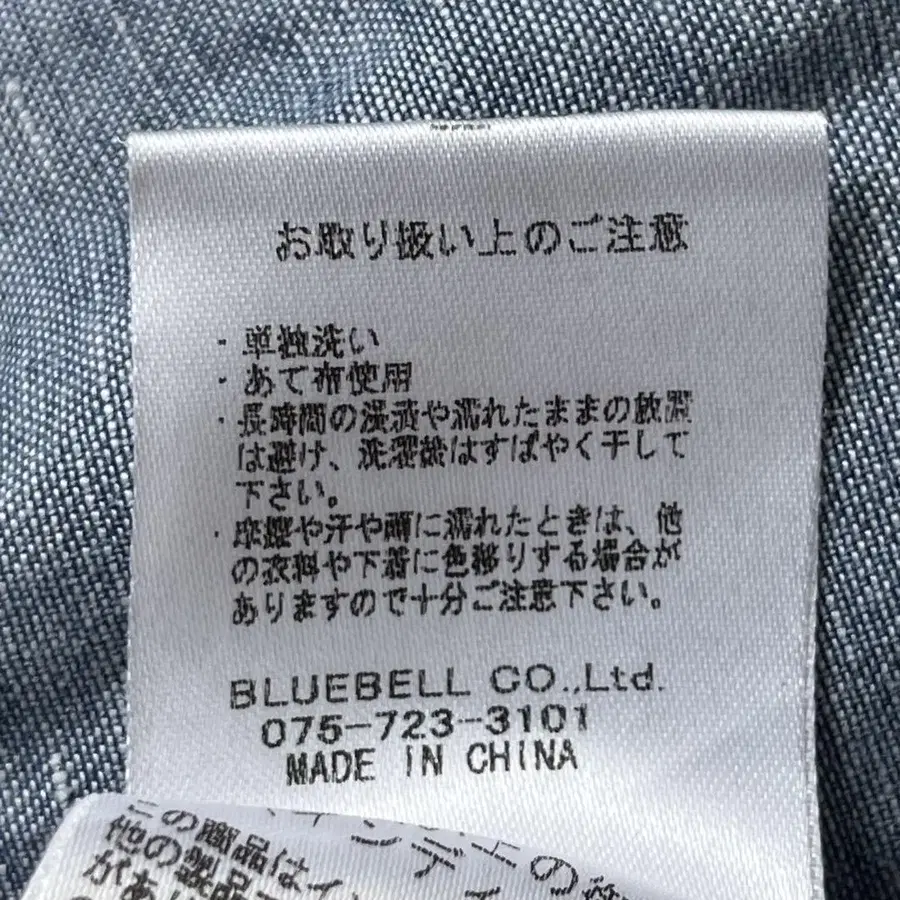 お取り扱い上のご注意
・単独洗い
・あて布使用
・長時間の浸漬や濡れたままの放置
は避け、洗濯後はすばやく干して
下さい。
・摩擦や汗や雨に濡れたときは、他
の衣料や下着に色移りする場合が
ありますので十分ご注意下さい。
BLUEBELL CO.,Ltd.
075-723-3101
MADE IN CHINA
この商品は
他の製品
があ